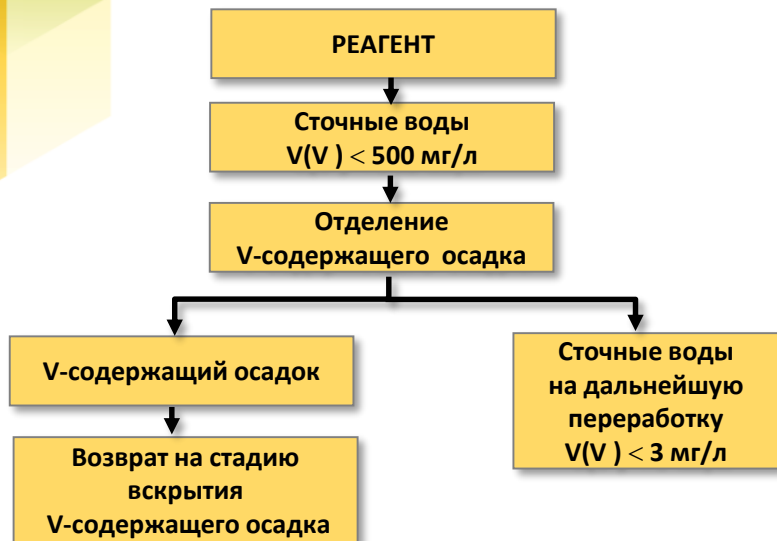 РЕАГЕНТ
Сточные воды
V(V ) < 500 мг/л
Отделение
V-содержащего осадка
V-содержащий осадок
Возврат на стадию
вскрытия
V-содержащего осадка
Сточные воды
на дальнейшую
переработку
V(V ) < 3 мг/л